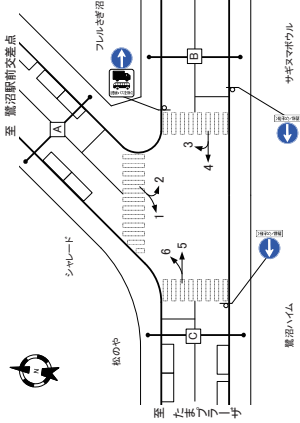 至 鷺沼駅前交差点
フレルさぎ沼
サギヌマボウル
A
B
C
シャレード
松のや
鷺沼ハイム
至 たまプラーザ
1
2
3
4
5
6
N